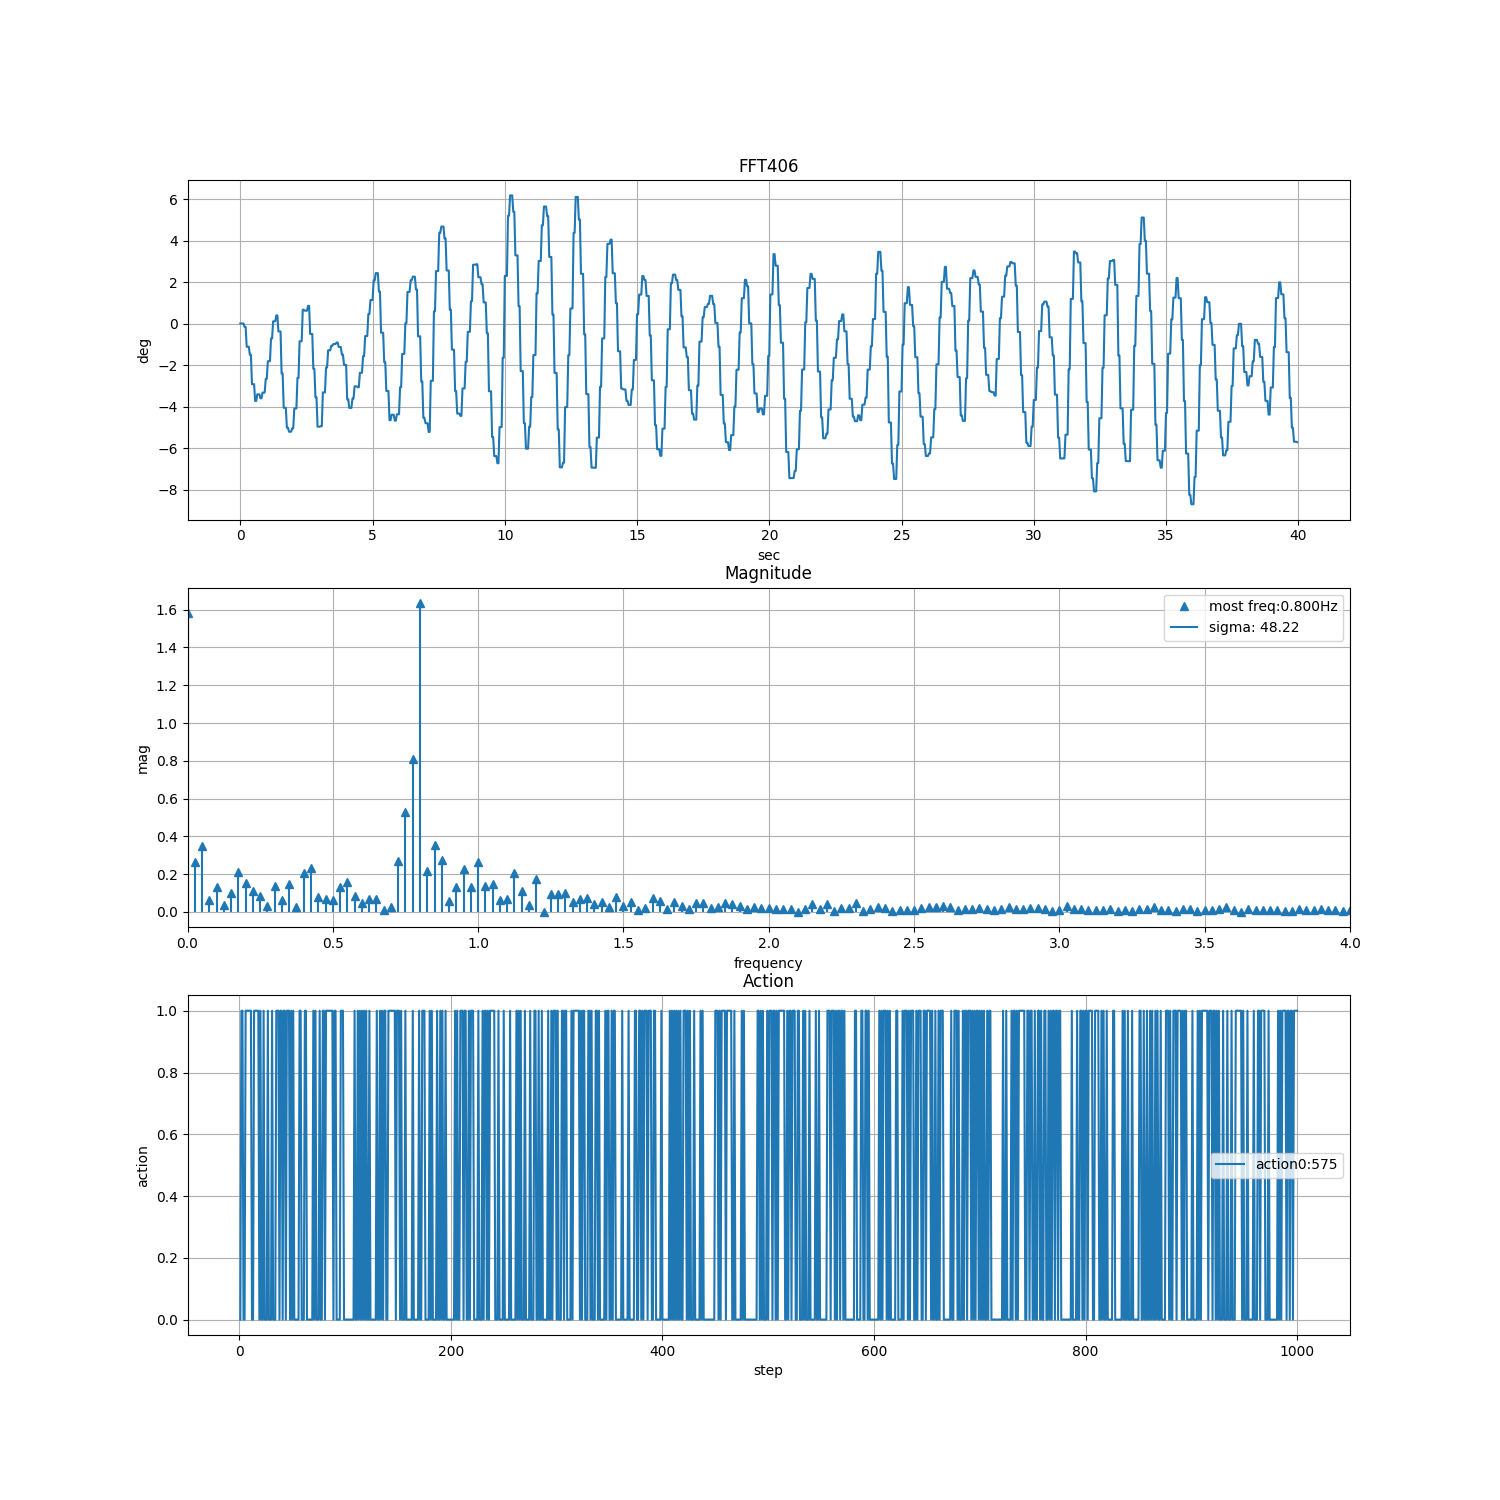 FFT406
6
4
2
0
−2
−4
−6
−8
deg
0 5 10 15 20 25 30 35 40
sec
Magnitude
most freq:0.800Hz
sigma: 48.22
1.6
1.4
1.2
1.0
0.8
0.6
0.4
0.2
0.0
mag
0.0 0.5 1.0 1.5 2.0 2.5 3.0 3.5 4.0
frequency
Action
1.0
0.8
0.6
0.4
0.2
0.0
action
action0:575
0 200 400 600 800 1000
step